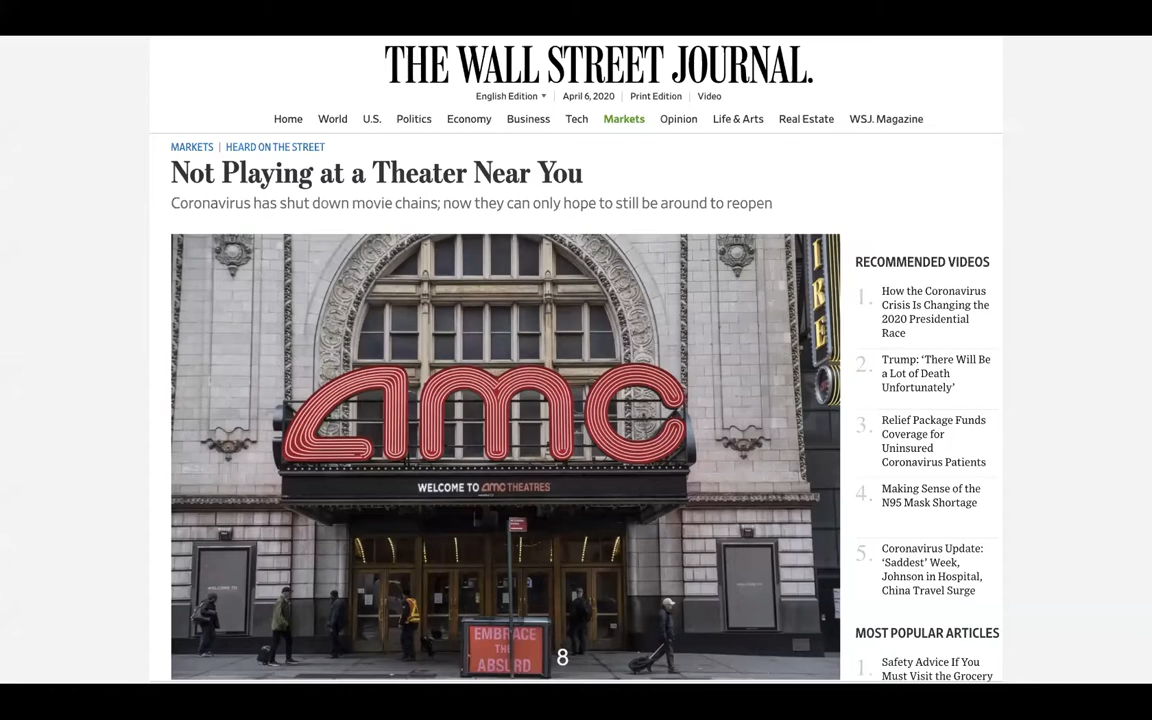 THE WALL STREET JOURNAL.
English Edition ▼ | April 6, 2020 | Print Edition | Video
Home World U.S. Politics Economy Business Tech Markets Opinion Life & Arts Real Estate WSJ. Magazine
MARKETS | HEARD ON THE STREET
Not Playing at a Theater Near You
Coronavirus has shut down movie chains; now they can only hope to still be around to reopen
amc
WELCOME TO amc THEATRES
WELCOME TO
EMBRACE
THE
ABSURD
8
RECOMMENDED VIDEOS
1. How the Coronavirus
Crisis Is Changing the
2020 Presidential
Race
2. Trump: ‘There Will Be
a Lot of Death
Unfortunately’
3. Relief Package Funds
Coverage for
Uninsured
Coronavirus Patients
4. Making Sense of the
N95 Mask Shortage
5. Coronavirus Update:
‘Saddest’ Week,
Johnson in Hospital,
China Travel Surge
MOST POPULAR ARTICLES
1. Safety Advice If You
Must Visit the Grocery